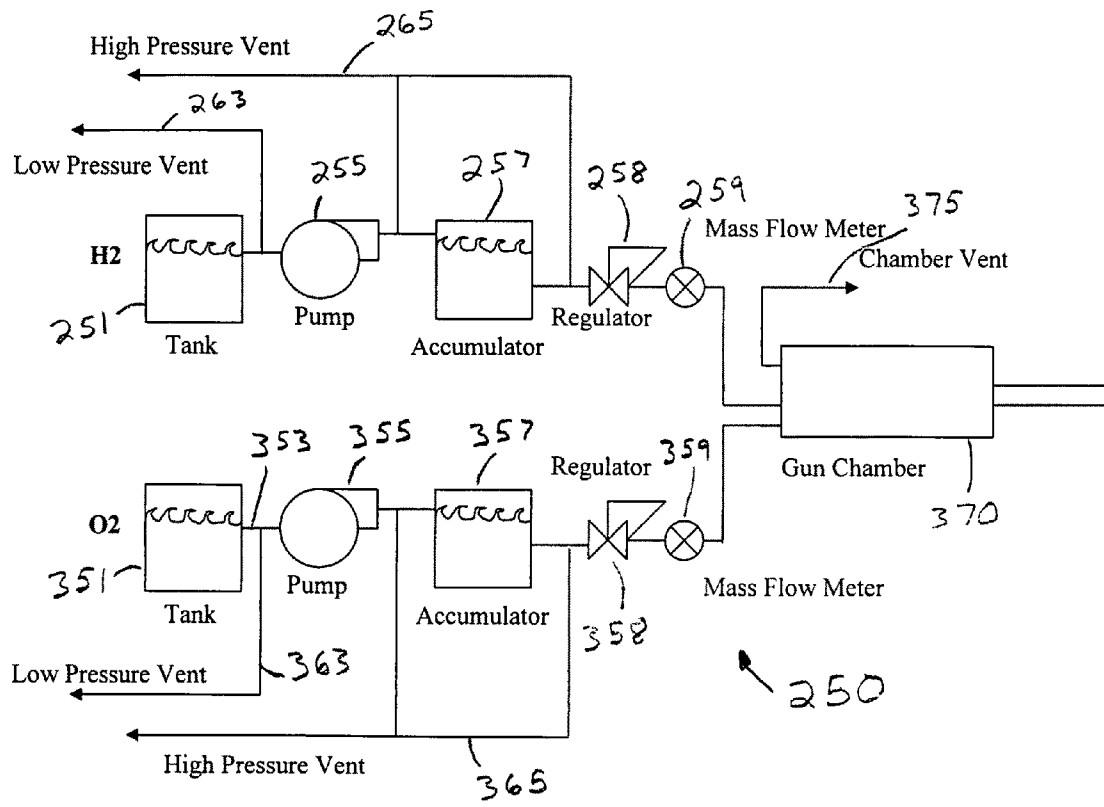 265
High Pressure Vent
263
Low Pressure Vent
255
257
258
259
Mass Flow Meter
375
Chamber Vent
H2
251
Tank
Pump
Accumulator
Regulator
353
355
357
359
Regulator
Gun Chamber
370
O2
351
Tank
Pump
Accumulator
358
Mass Flow Meter
Low Pressure Vent
363
250
High Pressure Vent
365